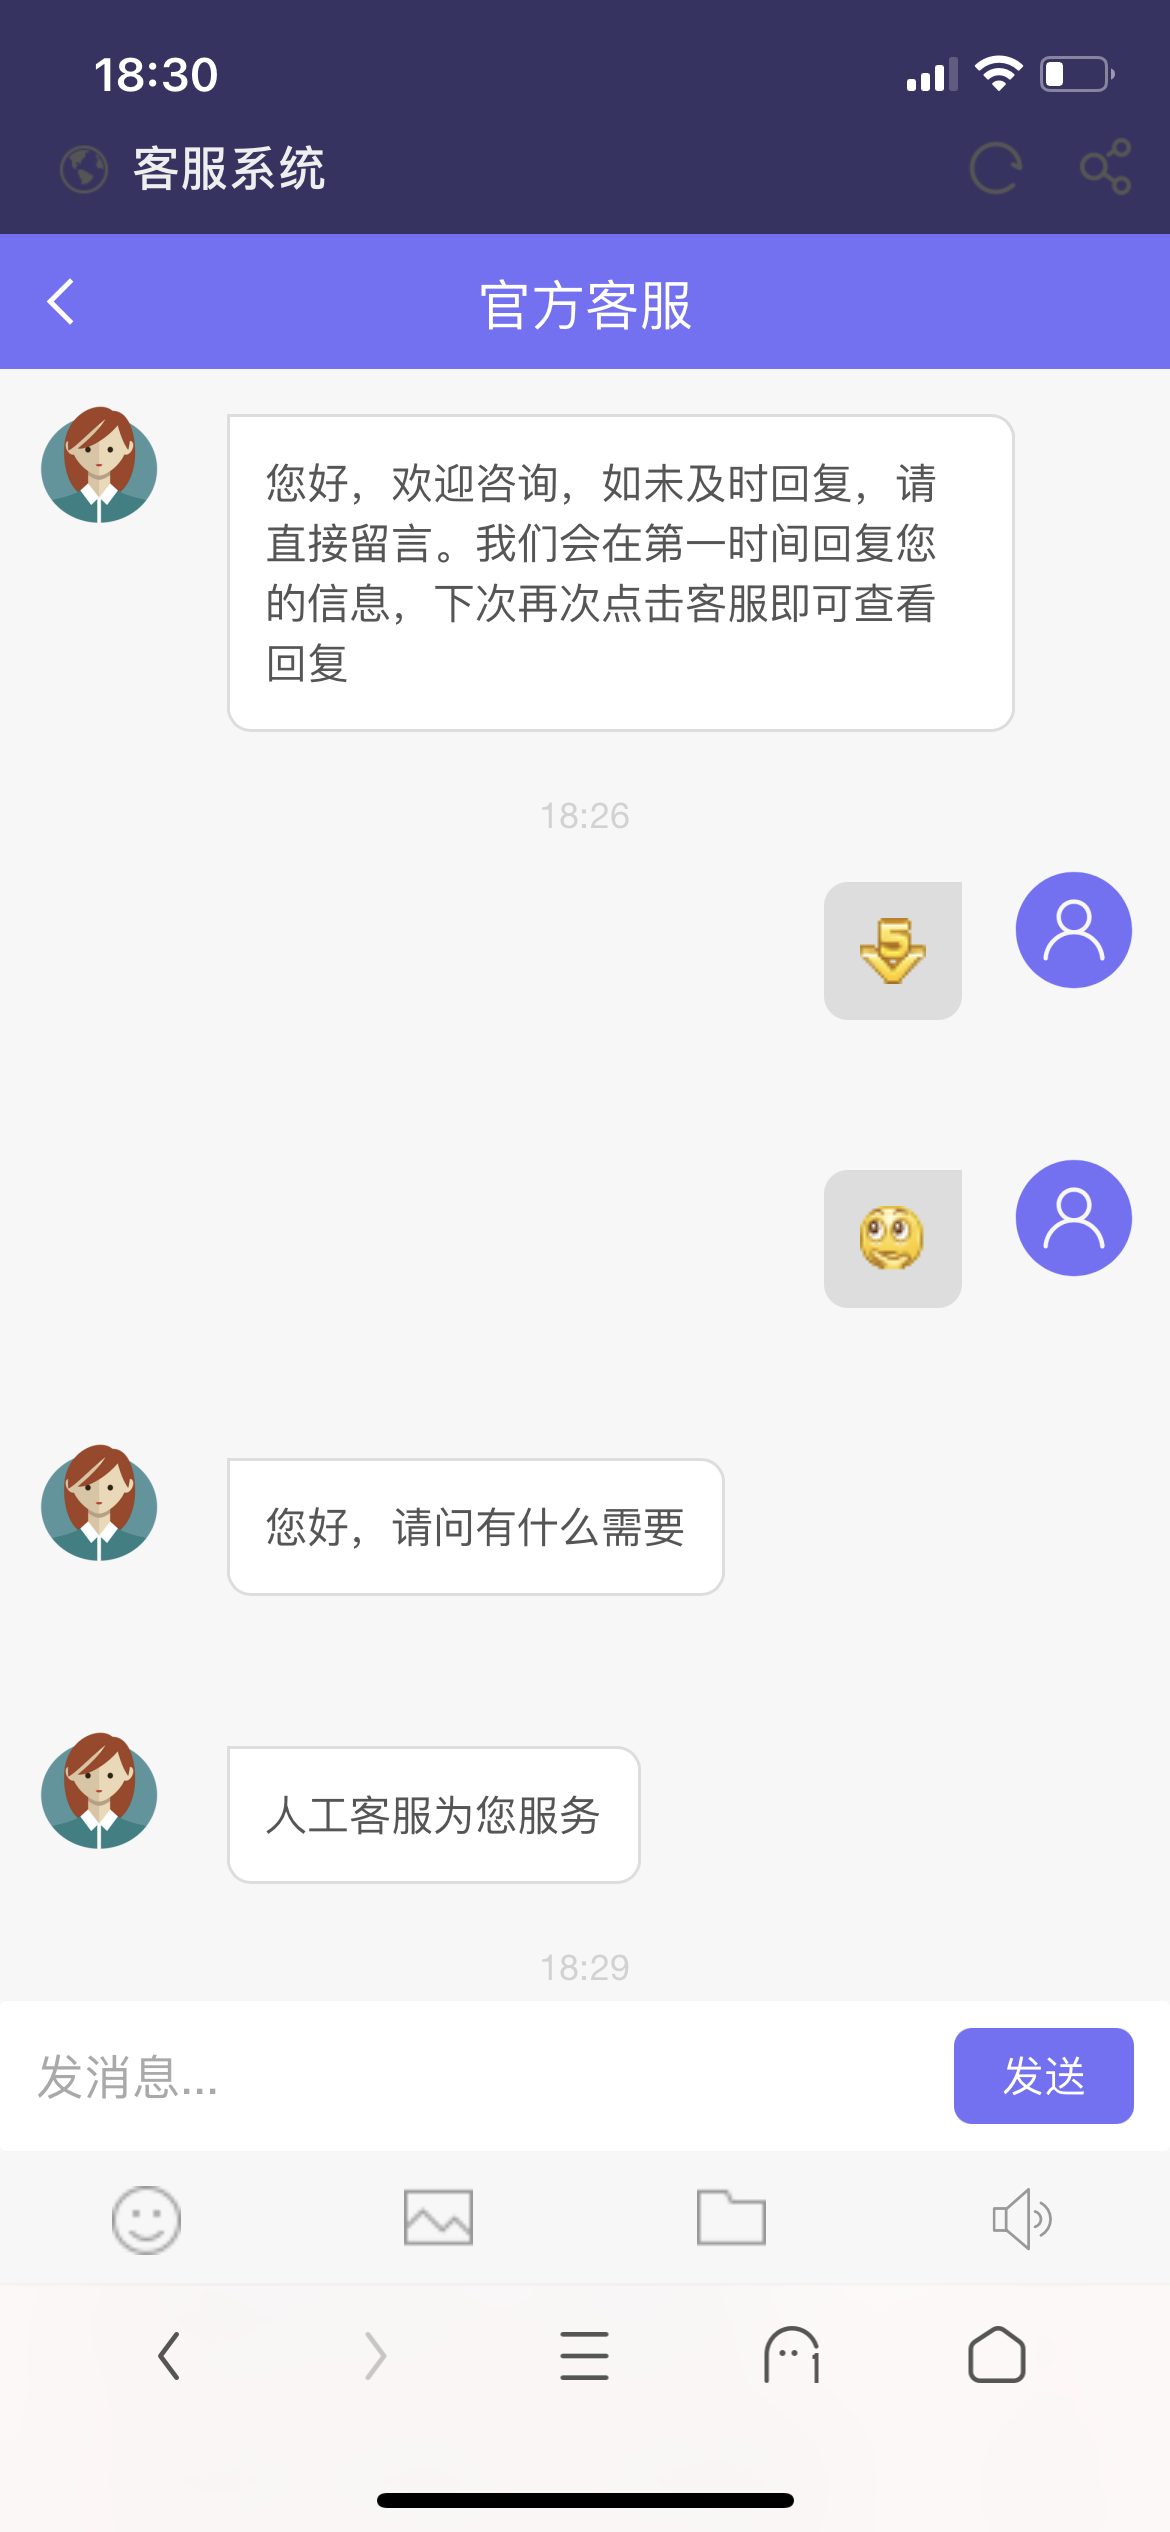 18:30
客服系统
官方客服
您好，欢迎咨询，如未及时回复，请
直接留言。我们会在第一时间回复您
的信息，下次再次点击客服即可查看
回复
18:26
5
您好，请问有什么需要
人工客服为您服务
18:29
发消息...
发送
1